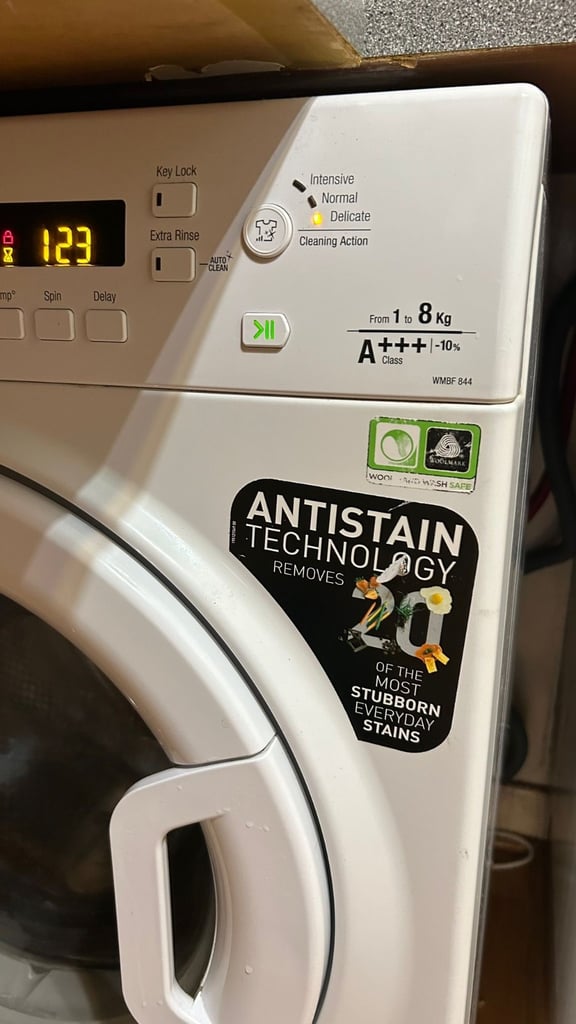 Key Lock
Intensive
Normal
Delicate
Cleaning Action
123
Extra Rinse
AUTO
CLEAN
mp°
Spin
Delay
From 1 to 8 Kg
A+++ -10%
Class
WMBF 844
WOOLMARK
WASH SAFE
ANTISTAIN
TECHNOLOGY
REMOVES
20
OF THE
MOST
STUBBORN
EVERYDAY
STAINS